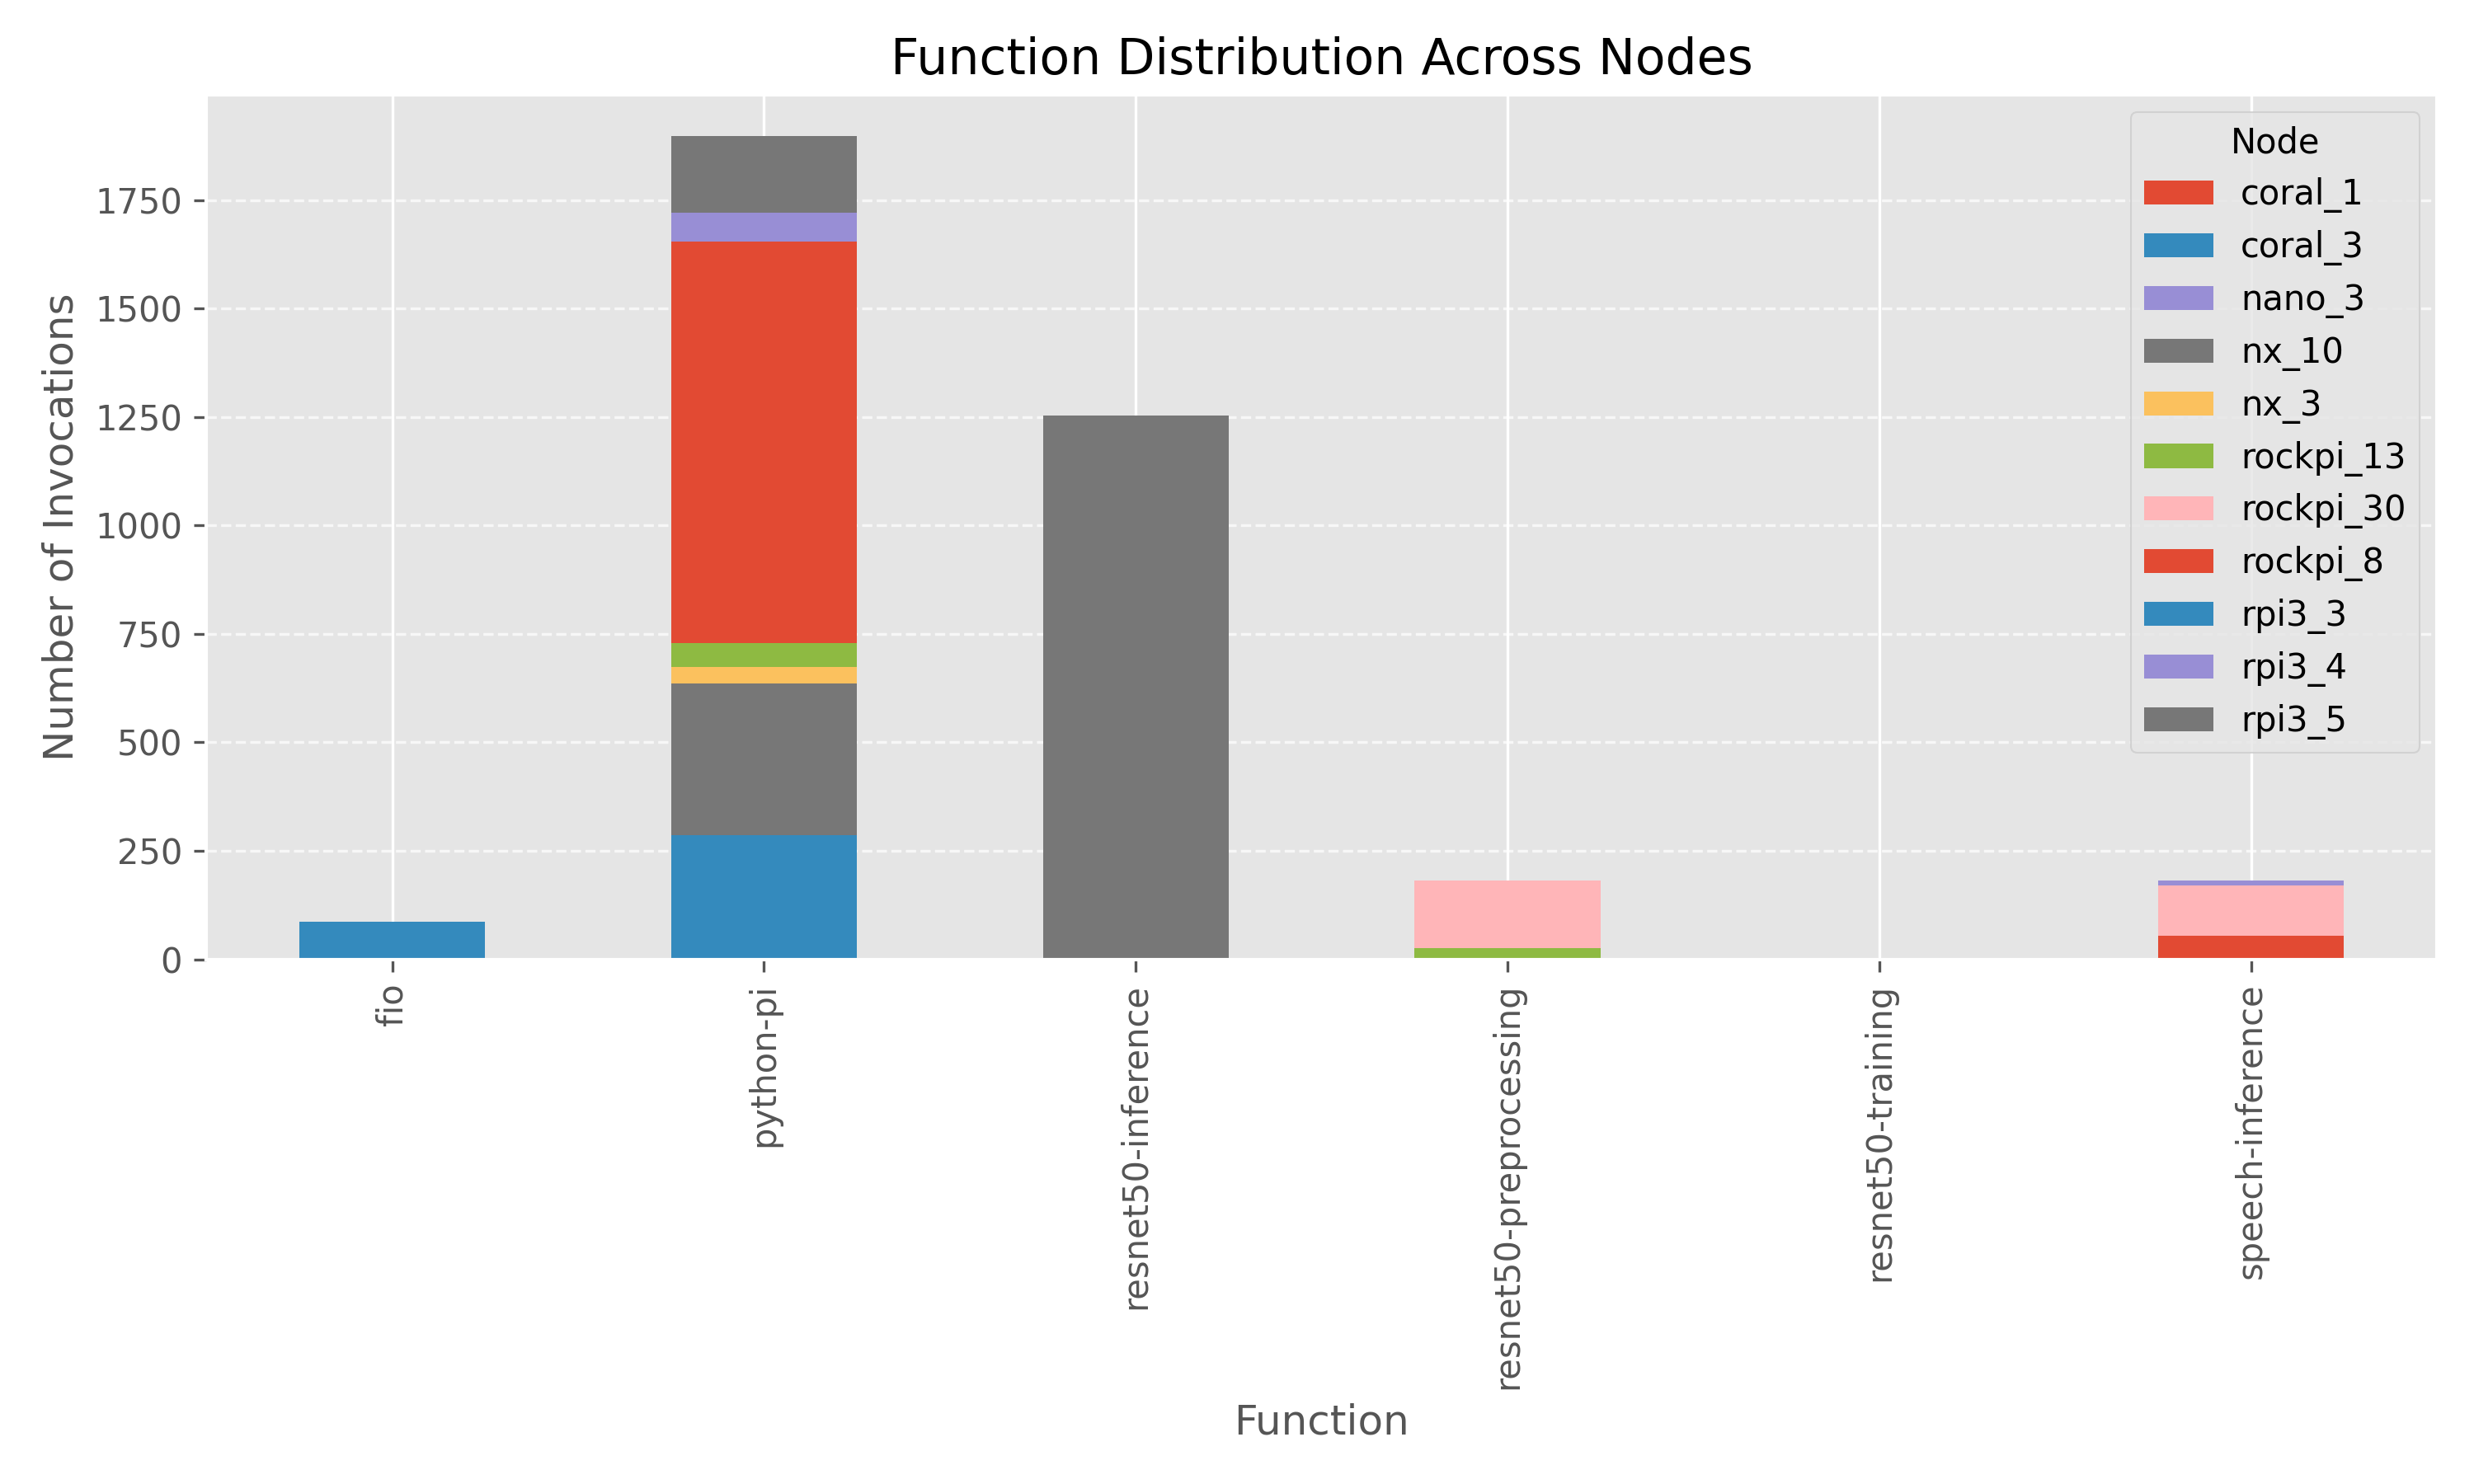 Function Distribution Across Nodes
Number of Invocations
1750
1500
1250
1000
750
500
250
0
Node
coral_1
coral_3
nano_3
nx_10
nx_3
rockpi_13
rockpi_30
rockpi_8
rpi3_3
rpi3_4
rpi3_5
fio
python-pi
resnet50-inference
resnet50-preprocessing
resnet50-training
speech-inference
Function